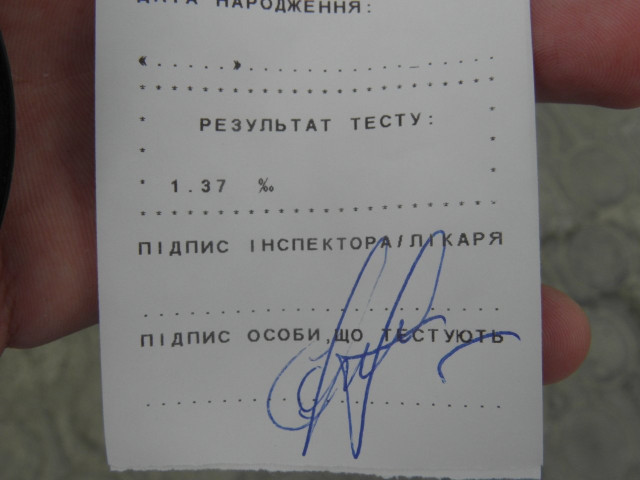 ДАТА НАРОДЖЕННЯ:
«.....»....................
РЕЗУЛЬТАТ ТЕСТУ:
1.37 ‰
ПІДПИС ІНСПЕКТОРА/ЛІКАРЯ
ПІДПИС ОСОБИ,ЩО ТЕСТУЮТЬ